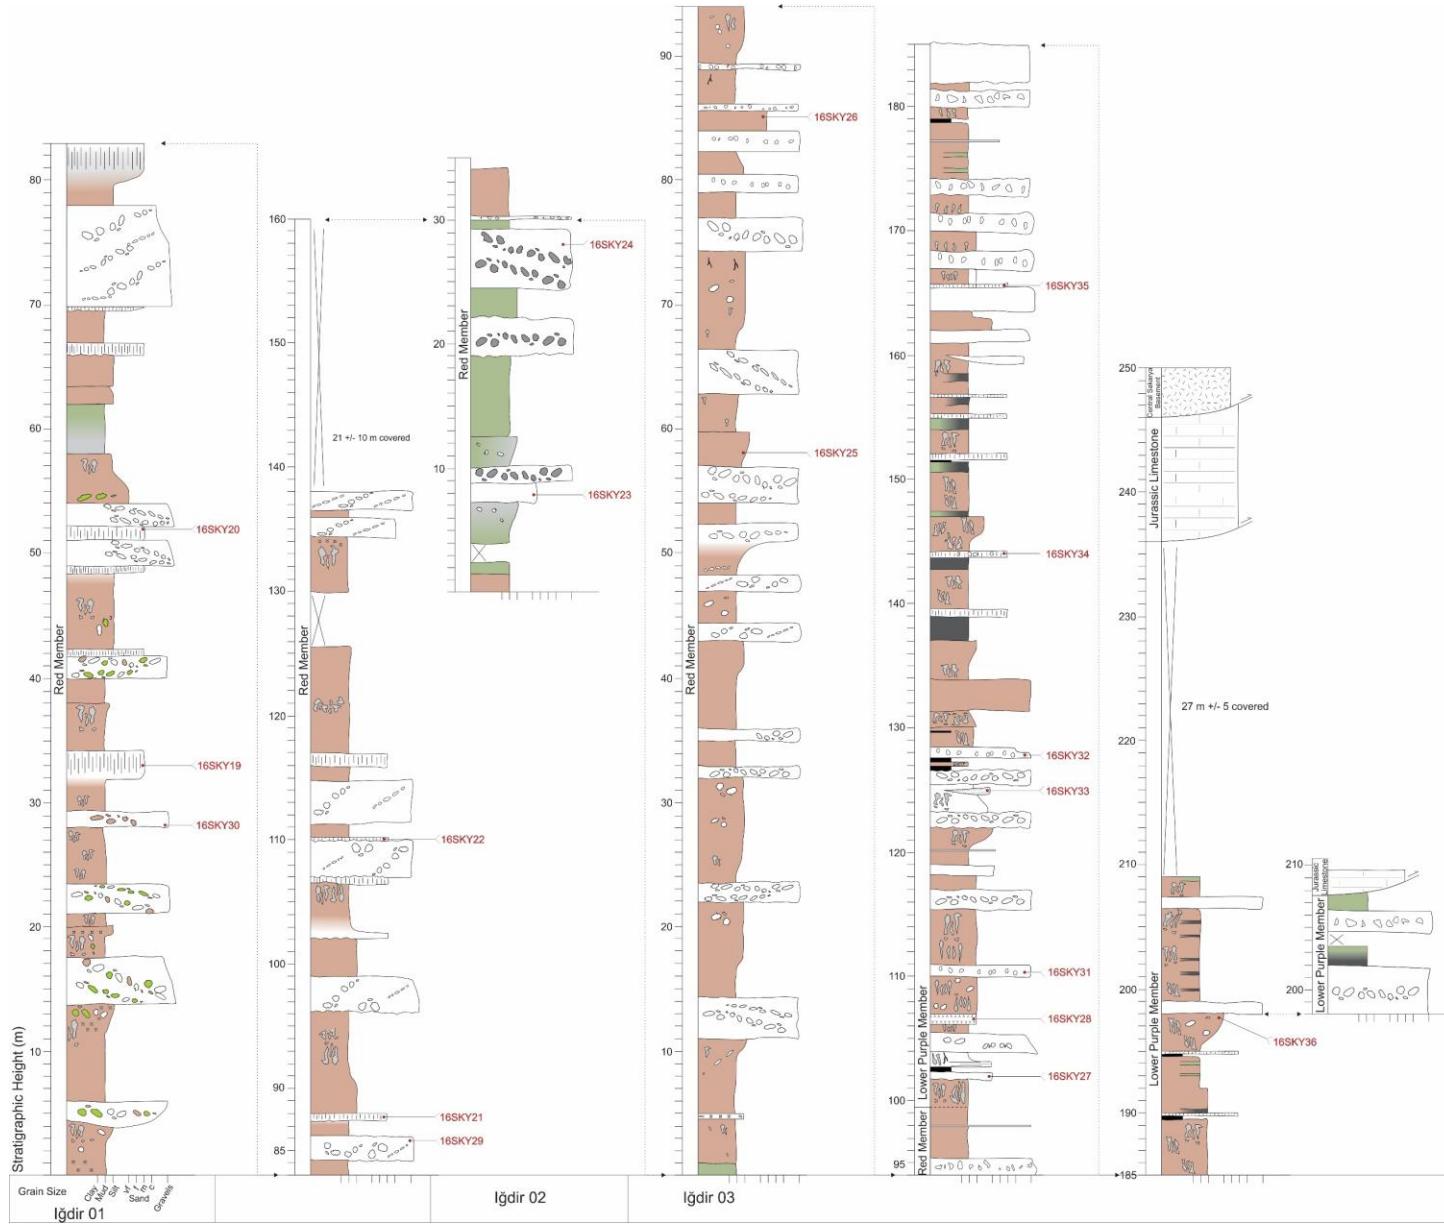 Stratigraphic Height (m)
80
70
60
50
40
30
20
10
Red Member
16SKY20
16SKY19
16SKY30
Grain Size
Clay
Mud
Silt
vf
f
m
c
Sand
Gravels
Iğdir 01
160
150
140
130
120
110
100
90
85
Red Member
21 +/- 10 m covered
16SKY22
16SKY21
16SKY29
30
20
10
Red Member
16SKY24
16SKY23
Iğdir 02
90
80
70
60
50
40
30
20
10
Red Member
16SKY26
16SKY25
Iğdir 03
180
170
160
150
140
130
120
110
100
95
Lower Purple Member
Red Member
16SKY35
16SKY34
16SKY32
16SKY33
16SKY31
16SKY28
16SKY27
250
240
230
220
210
200
190
185
Central Sakarya
Basement
Jurassic Limestone
27 m +/- 5 covered
Lower Purple Member
16SKY36
210
200
Jurassic
Limestone
Lower Purple Member